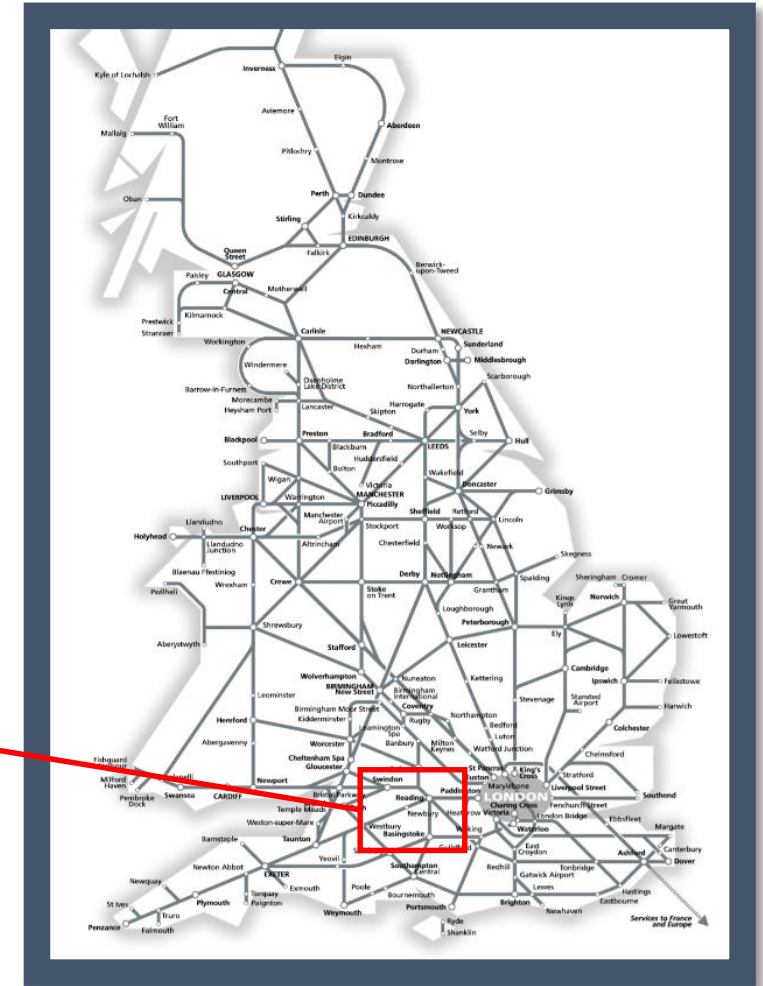 Elgin
Inverness
Kyle of Lochalsh
Aviemore
Fort
William
Mallaig
Aberdeen
Pitlochry
Montrose
Perth
Dundee
Oban
Stirling
Kirkcaldy
EDINBURGH
Queen
Street
Falkirk
Berwick-
upon-Tweed
Paisley
GLASGOW
Central
Motherwell
Prestwick
Kilmarnock
Stranraer
Carlisle
NEWCASTLE
Workington
Hexham
Sunderland
Durham
Darlington
Middlesbrough
Windermere
Scarborough
Oxenholme
Lake District
Barrow-in-Furness
Northallerton
Morecambe
Harrogate
Heysham Port
Lancaster
Skipton
York
Blackpool
Preston
Bradford
Selby
Blackburn
LEEDS
Hull
Southport
Huddersfield
Bolton
Wakefield
Wigan
Victoria
Doncaster
LIVERPOOL
Warrington
MANCHESTER
Piccadilly
Grimsby
Manchester
Airport
Sheffield
Retford
Llandudno
Chester
Stockport
Worksop
Lincoln
Holyhead
Llandudno
Junction
Altrincham
Chesterfield
Newark
Skegness
Blaenau Ffestiniog
Wrexham
Crewe
Stoke
on Trent
Derby
Nottingham
Grantham
Spalding
Sheringham
Cromer
Pwllheli
Kings
Lynn
Norwich
Great
Yarmouth
Loughborough
Aberystwyth
Shrewsbury
Peterborough
Ely
Lowestoft
Stafford
Leicester
Wolverhampton
Cambridge
BIRMINGHAM
New Street
Nuneaton
Birmingham
International
Kettering
Ipswich
Felixstowe
Leominster
Coventry
Stevenage
Stansted
Airport
Birmingham Moor Street
Harwich
Hereford
Kidderminster
Rugby
Northampton
Leamington
Spa
Bedford
Colchester
Abergavenny
Worcester
Banbury
Milton
Keynes
Luton
Watford Junction
Chelmsford
Cheltenham Spa
Gloucester
St Pancras
King's
Cross
Fishguard
Stratford
Milford
Haven
Newport
Swindon
Euston
Marylebone
Liverpool Street
Pembroke
Dock
Swansea
CARDIFF
Bristol Parkway
Reading
Paddington
LONDON
Southend
Temple Meads
Newbury
Heathrow
Victoria
Charing Cross
Fenchurch Street
London Bridge
Weston-super-Mare
Westbury
Basingstoke
Woking
Waterloo
Ebbsfleet
Margate
Barnstaple
Taunton
Guildford
East
Croydon
Canterbury
Newton Abbot
Yeovil
Southampton
Central
Redhill
Tonbridge
Ashford
Dover
EXETER
Gatwick Airport
Newquay
Exmouth
Poole
Lewes
Hastings
Torquay
Paignton
Bournemouth
Eastbourne
St Ives
Plymouth
Weymouth
Portsmouth
Brighton
Newhaven
Truro
Penzance
Falmouth
Ryde
Shanklin
Services to France
and Europe